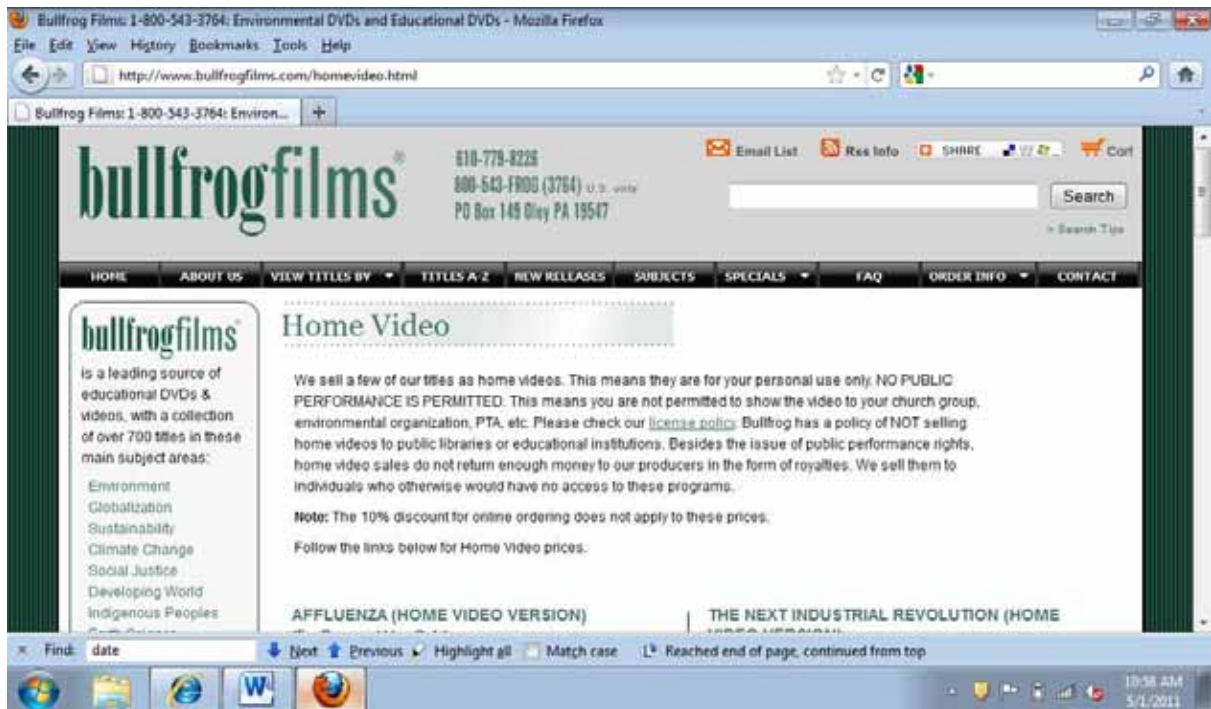 Bullfrog Films: 1-800-543-3764: Environmental DVDs and Educational DVDs - Mozilla Firefox
File Edit View History Bookmarks Tools Help
http://www.bullfrogfilms.com/homevideo.html
Bullfrog Films: 1-800-543-3764: Environ... +
bullfrogfilms®
610-779-8226
800-543-FROG (3764) U.S. only
PO Box 149 Oley PA 19547
Email List Rss Info SHARE Cart
Search
» Search Tips
HOME ABOUT US VIEW TITLES BY TITLES A-Z NEW RELEASES SUBJECTS SPECIALS FAQ ORDER INFO CONTACT
bullfrogfilms®
is a leading source of
educational DVDs &
videos, with a collection
of over 700 titles in these
main subject areas:
Environment
Globalization
Sustainability
Climate Change
Social Justice
Developing World
Indigenous Peoples
Home Video
We sell a few of our titles as home videos. This means they are for your personal use only. NO PUBLIC
PERFORMANCE IS PERMITTED. This means you are not permitted to show the video to your church group,
environmental organization, PTA, etc. Please check our license policy. Bullfrog has a policy of NOT selling
home videos to public libraries or educational institutions. Besides the issue of public performance rights,
home video sales do not return enough money to our producers in the form of royalties. We sell them to
individuals who otherwise would have no access to these programs.
Note: The 10% discount for online ordering does not apply to these prices.
Follow the links below for Home Video prices.
AFFLUENZA (HOME VIDEO VERSION)
THE NEXT INDUSTRIAL REVOLUTION (HOME
VIDEO VERSION)
× Find: date Next Previous Highlight all Match case Reached end of page, continued from top
10:58 AM
5/1/2011